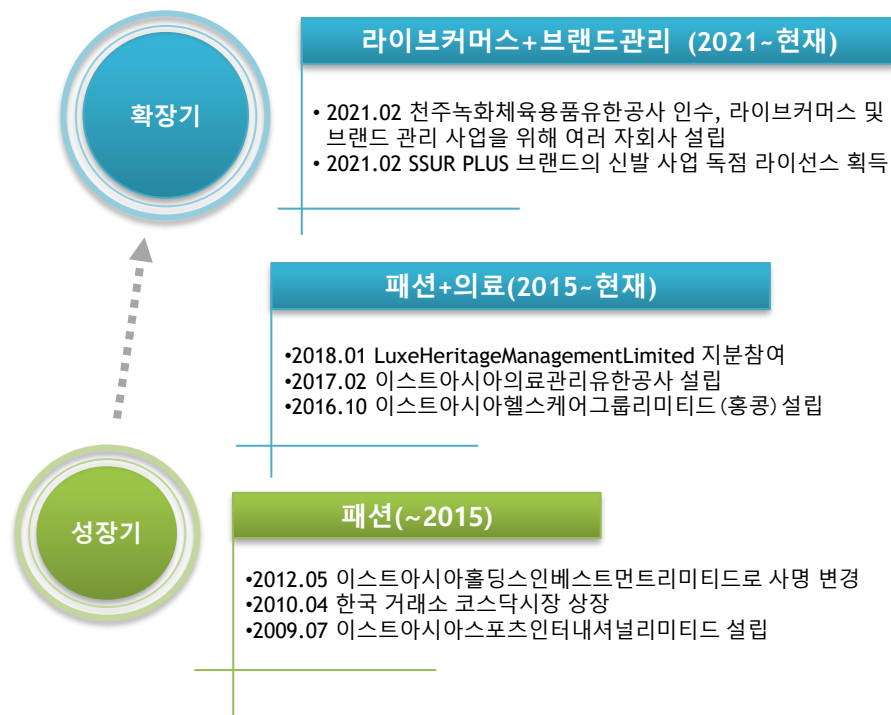 라이브커머스+브랜드관리 (2021~현재)
확장기
• 2021.02 천주녹화체육용품유한공사 인수, 라이브커머스 및
브랜드 관리 사업을 위해 여러 자회사 설립
• 2021.02 SSUR PLUS 브랜드의 신발 사업 독점 라이선스 획득
패션+의료(2015~현재)
•2018.01 LuxeHeritageManagementLimited 지분참여
•2017.02 이스트아시아의료관리유한공사 설립
•2016.10 이스트아시아헬스케어그룹리미티드(홍콩) 설립
성장기
패션(~2015)
•2012.05 이스트아시아홀딩스인베스트먼트리미티드로 사명 변경
•2010.04 한국 거래소 코스닥시장 상장
•2009.07 이스트아시아스포츠인터내셔널리미티드 설립